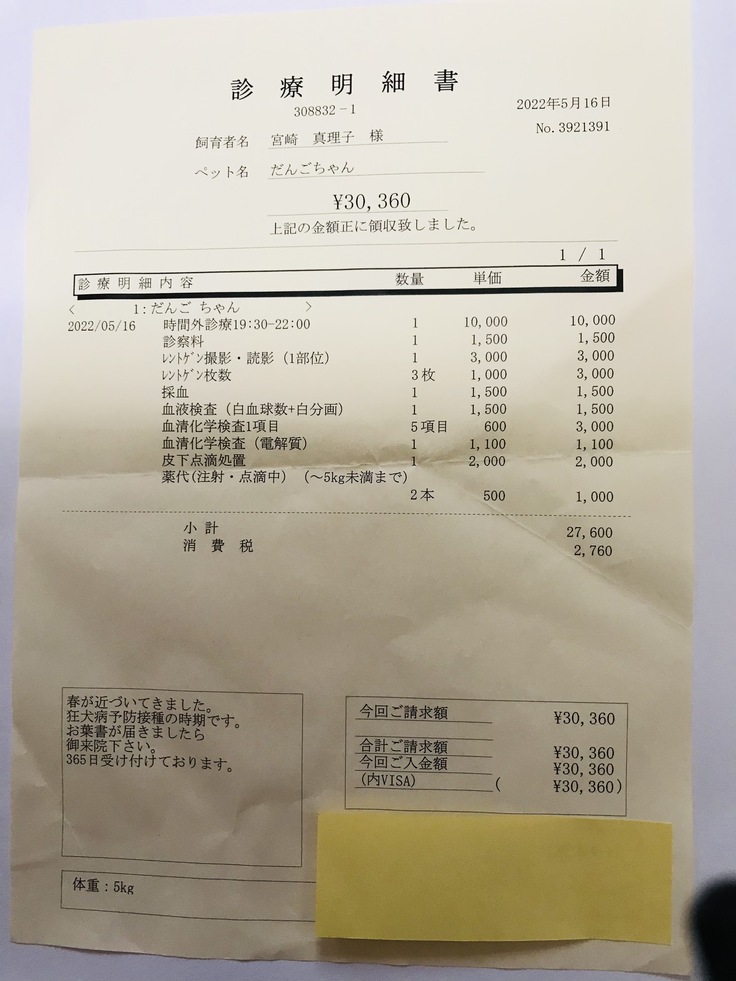 診療明細書
308832-1
2022年5月16日
No.3921391
飼育者名 宮崎 真理子 様
ペット名 だんごちゃん
¥30,360
上記の金額正に領収致しました。
1 / 1
診療明細内容 数量 単価 金額
< 1:だんご ちゃん >
2022/05/16 時間外診療19:30-22:00 1 10,000 10,000
診察料 1 1,500 1,500
ﾚﾝﾄｹﾞﾝ撮影・読影（1部位） 1 3,000 3,000
ﾚﾝﾄｹﾞﾝ枚数 3枚 1,000 3,000
採血 1 1,500 1,500
血液検査（白血球数+白分画） 1 1,500 1,500
血清化学検査1項目 5項目 600 3,000
血清化学検査（電解質） 1 1,100 1,100
皮下点滴処置 1 2,000 2,000
薬代(注射・点滴中)（～5kg未満まで）
2本 500 1,000
小計 27,600
消費税 2,760
春が近づいてきました。
狂犬病予防接種の時期です。
お葉書が届きましたら
御来院下さい。
365日受け付けております。
今回ご請求額 ¥30,360
合計ご請求額 ¥30,360
今回ご入金額 ¥30,360
(内VISA) ( ¥30,360)
体重：5kg